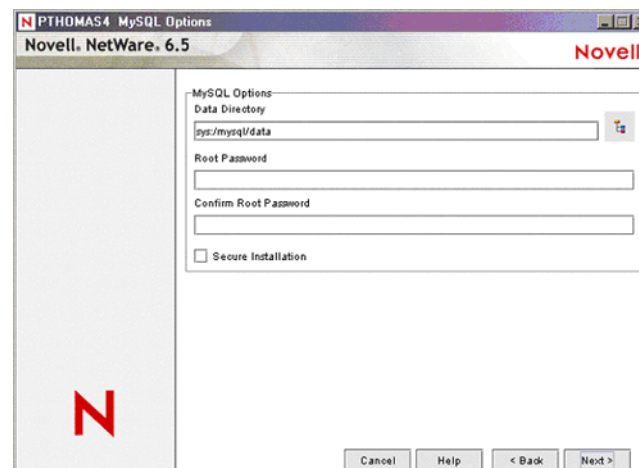 N PTHOMAS4 MySQL Options
Novell® NetWare® 6.5
Novell
MySQL Options
Data Directory
sys:/mysql/data
Root Password
Confirm Root Password
Secure Installation
N
Cancel Help < Back Next >